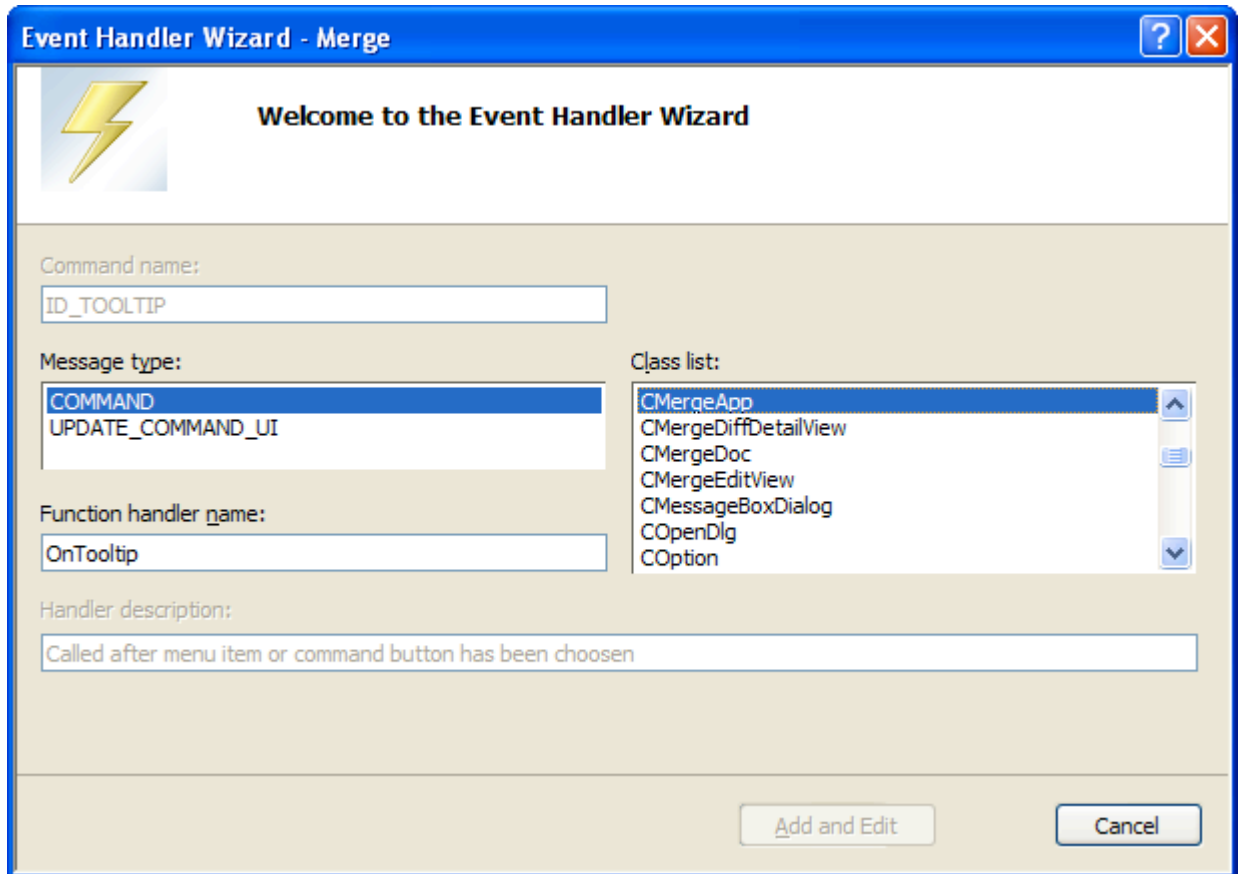 Event Handler Wizard - Merge
Welcome to the Event Handler Wizard
Command name:
ID_TOOLTIP
Message type:
COMMAND
UPDATE_COMMAND_UI
Class list:
CMergeApp
CMergeDiffDetailView
CMergeDoc
CMergeEditView
CMessageBoxDialog
COpenDlg
COption
Function handler name:
OnTooltip
Handler description:
Called after menu item or command button has been choosen
Add and Edit
Cancel